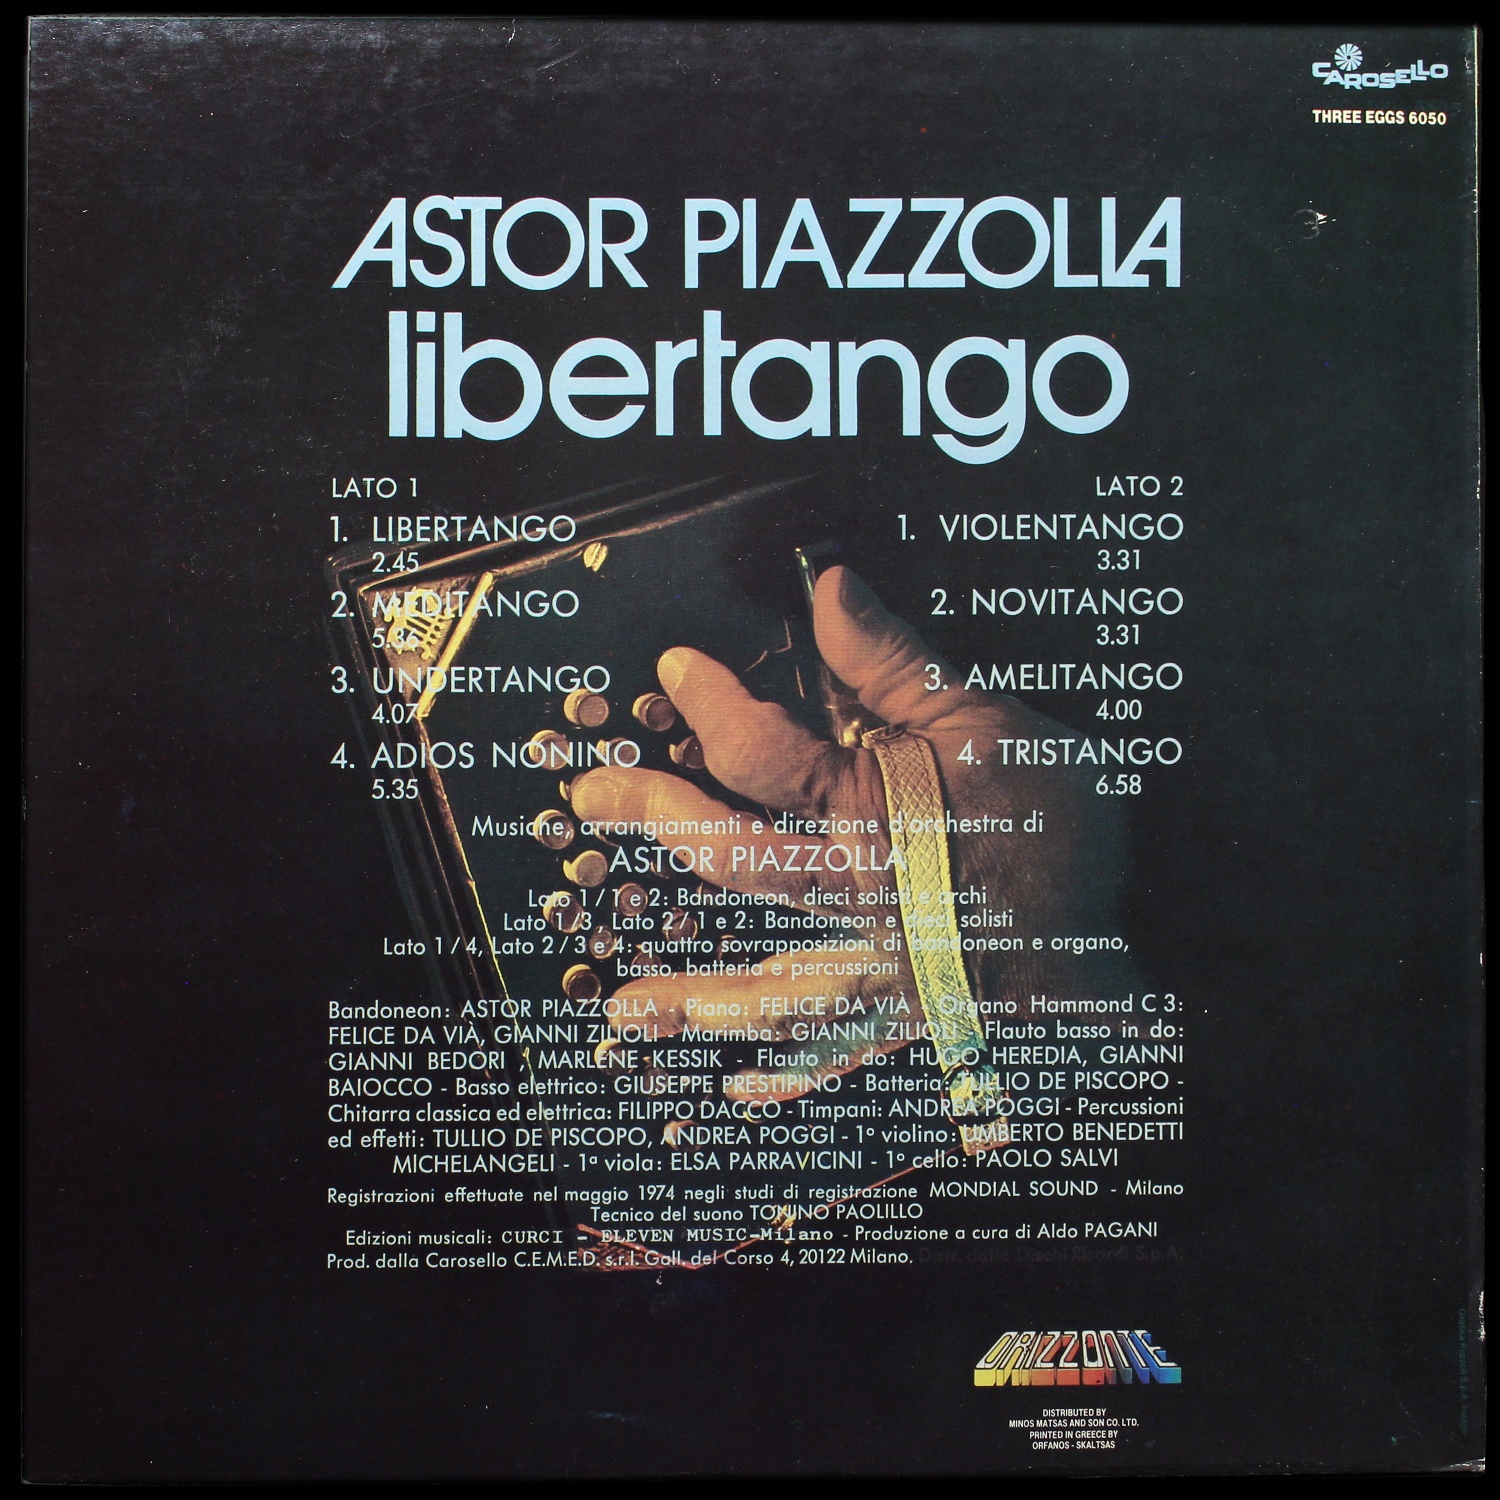 CAROSELLO
THREE EGGS 6050
ASTOR PIAZZOLLA
libertango
LATO 1
1. LIBERTANGO
2.45
2. MEDITANGO
5.36
3. UNDERTANGO
4.07
4. ADIOS NONINO
5.35
LATO 2
1. VIOLENTANGO
3.31
2. NOVITANGO
3.31
3. AMELITANGO
4.00
4. TRISTANGO
6.58
Musiche, arrangiamenti e direzione d'orchestra di
ASTOR PIAZZOLLA
Lato 1/1 e 2: Bandoneon, dieci solisti e archi
Lato 1/3, Lato 2/1 e 2: Bandoneon e dieci solisti
Lato 1/4, Lato 2/3 e 4: quattro sovrapposizioni di bandoneon e organo,
basso, batteria e percussioni
Bandoneon: ASTOR PIAZZOLLA - Piano: FELICE DA VIÀ - Organo Hammond C 3:
FELICE DA VIÀ, GIANNI ZILIOLI - Marimba: GIANNI ZILIOLI - Flauto basso in do:
GIANNI BEDORI, MARLENE KESSIK - Flauto in do: HUGO HEREDIA, GIANNI
BAIOCCO - Basso elettrico: GIUSEPPE PRESTIPINO - Batteria: TULLIO DE PISCOPO -
Chitarra classica ed elettrica: FILIPPO DACCÒ - Timpani: ANDREA POGGI - Percussioni
ed effetti: TULLIO DE PISCOPO, ANDREA POGGI - 1º violino: UMBERTO BENEDETTI
MICHELANGELI - 1ª viola: ELSA PARRAVICINI - 1º cello: PAOLO SALVI
Registrazioni effettuate nel maggio 1974 negli studi di registrazione MONDIAL SOUND - Milano
Tecnico del suono TONINO PAOLILLO
Edizioni musicali: CURCI - ELEVEN MUSIC-Milano - Produzione a cura di Aldo PAGANI
Prod. dalla Carosello C.E.M.E.D. s.r.l. Gall. del Corso 4, 20122 Milano. Distr. dalla Dischi Ricordi S.p.A.
ORIZZONTE
DISTRIBUTED BY
MINOS MATSAS AND SON CO. LTD.
PRINTED IN GREECE BY
ORFANOS - SKALTSAS